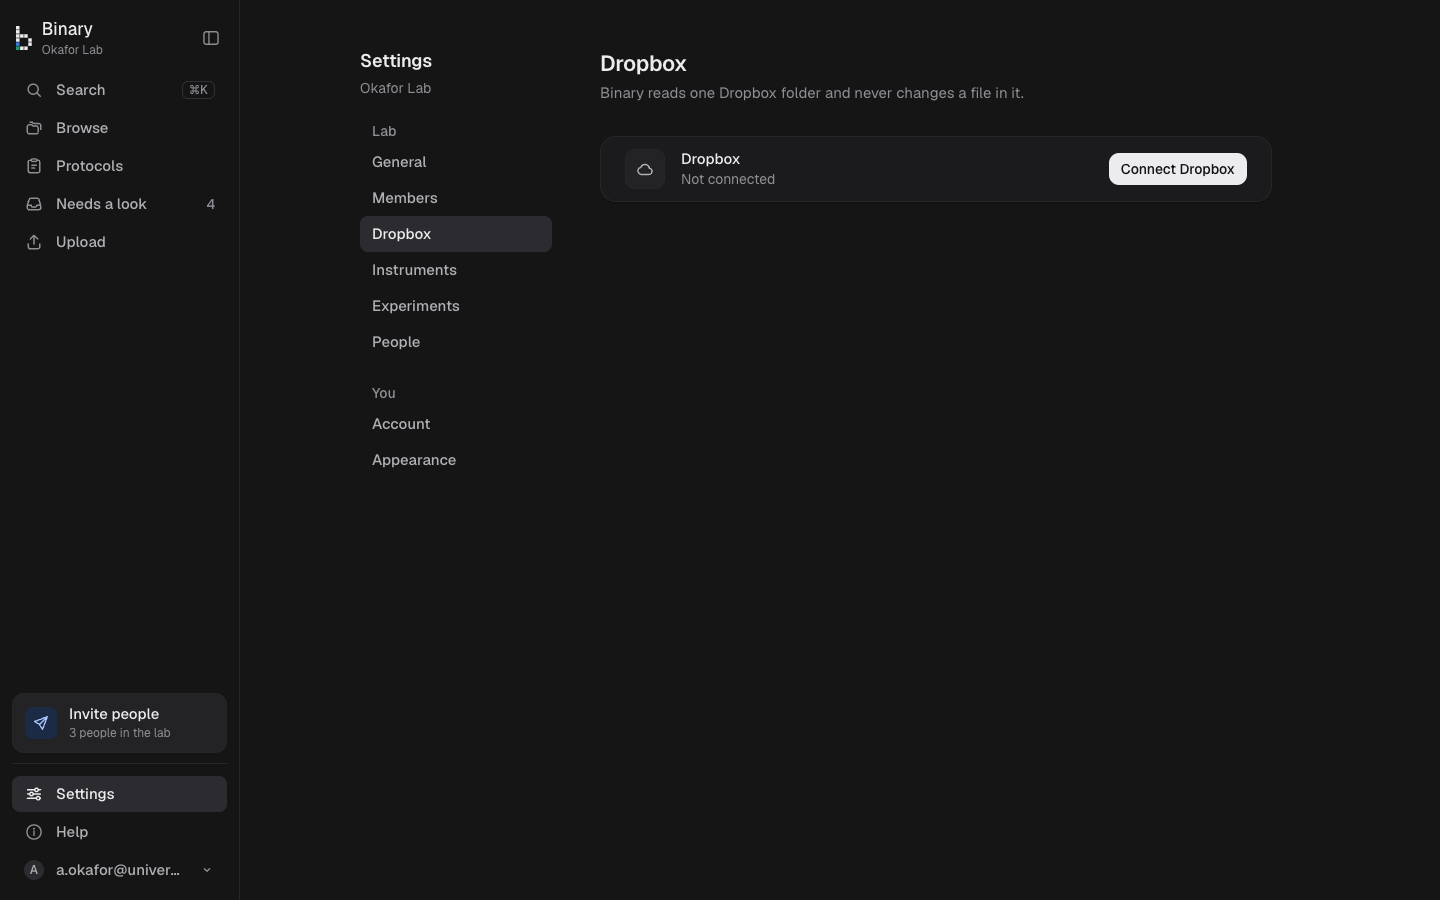 Binary
Okafor Lab
Search
⌘K
Browse
Protocols
Needs a look
4
Upload
Invite people
3 people in the lab
Settings
Help
A
a.okafor@univer...
Settings
Okafor Lab
Lab
General
Members
Dropbox
Instruments
Experiments
People
You
Account
Appearance
Dropbox
Binary reads one Dropbox folder and never changes a file in it.
Dropbox
Not connected
Connect Dropbox